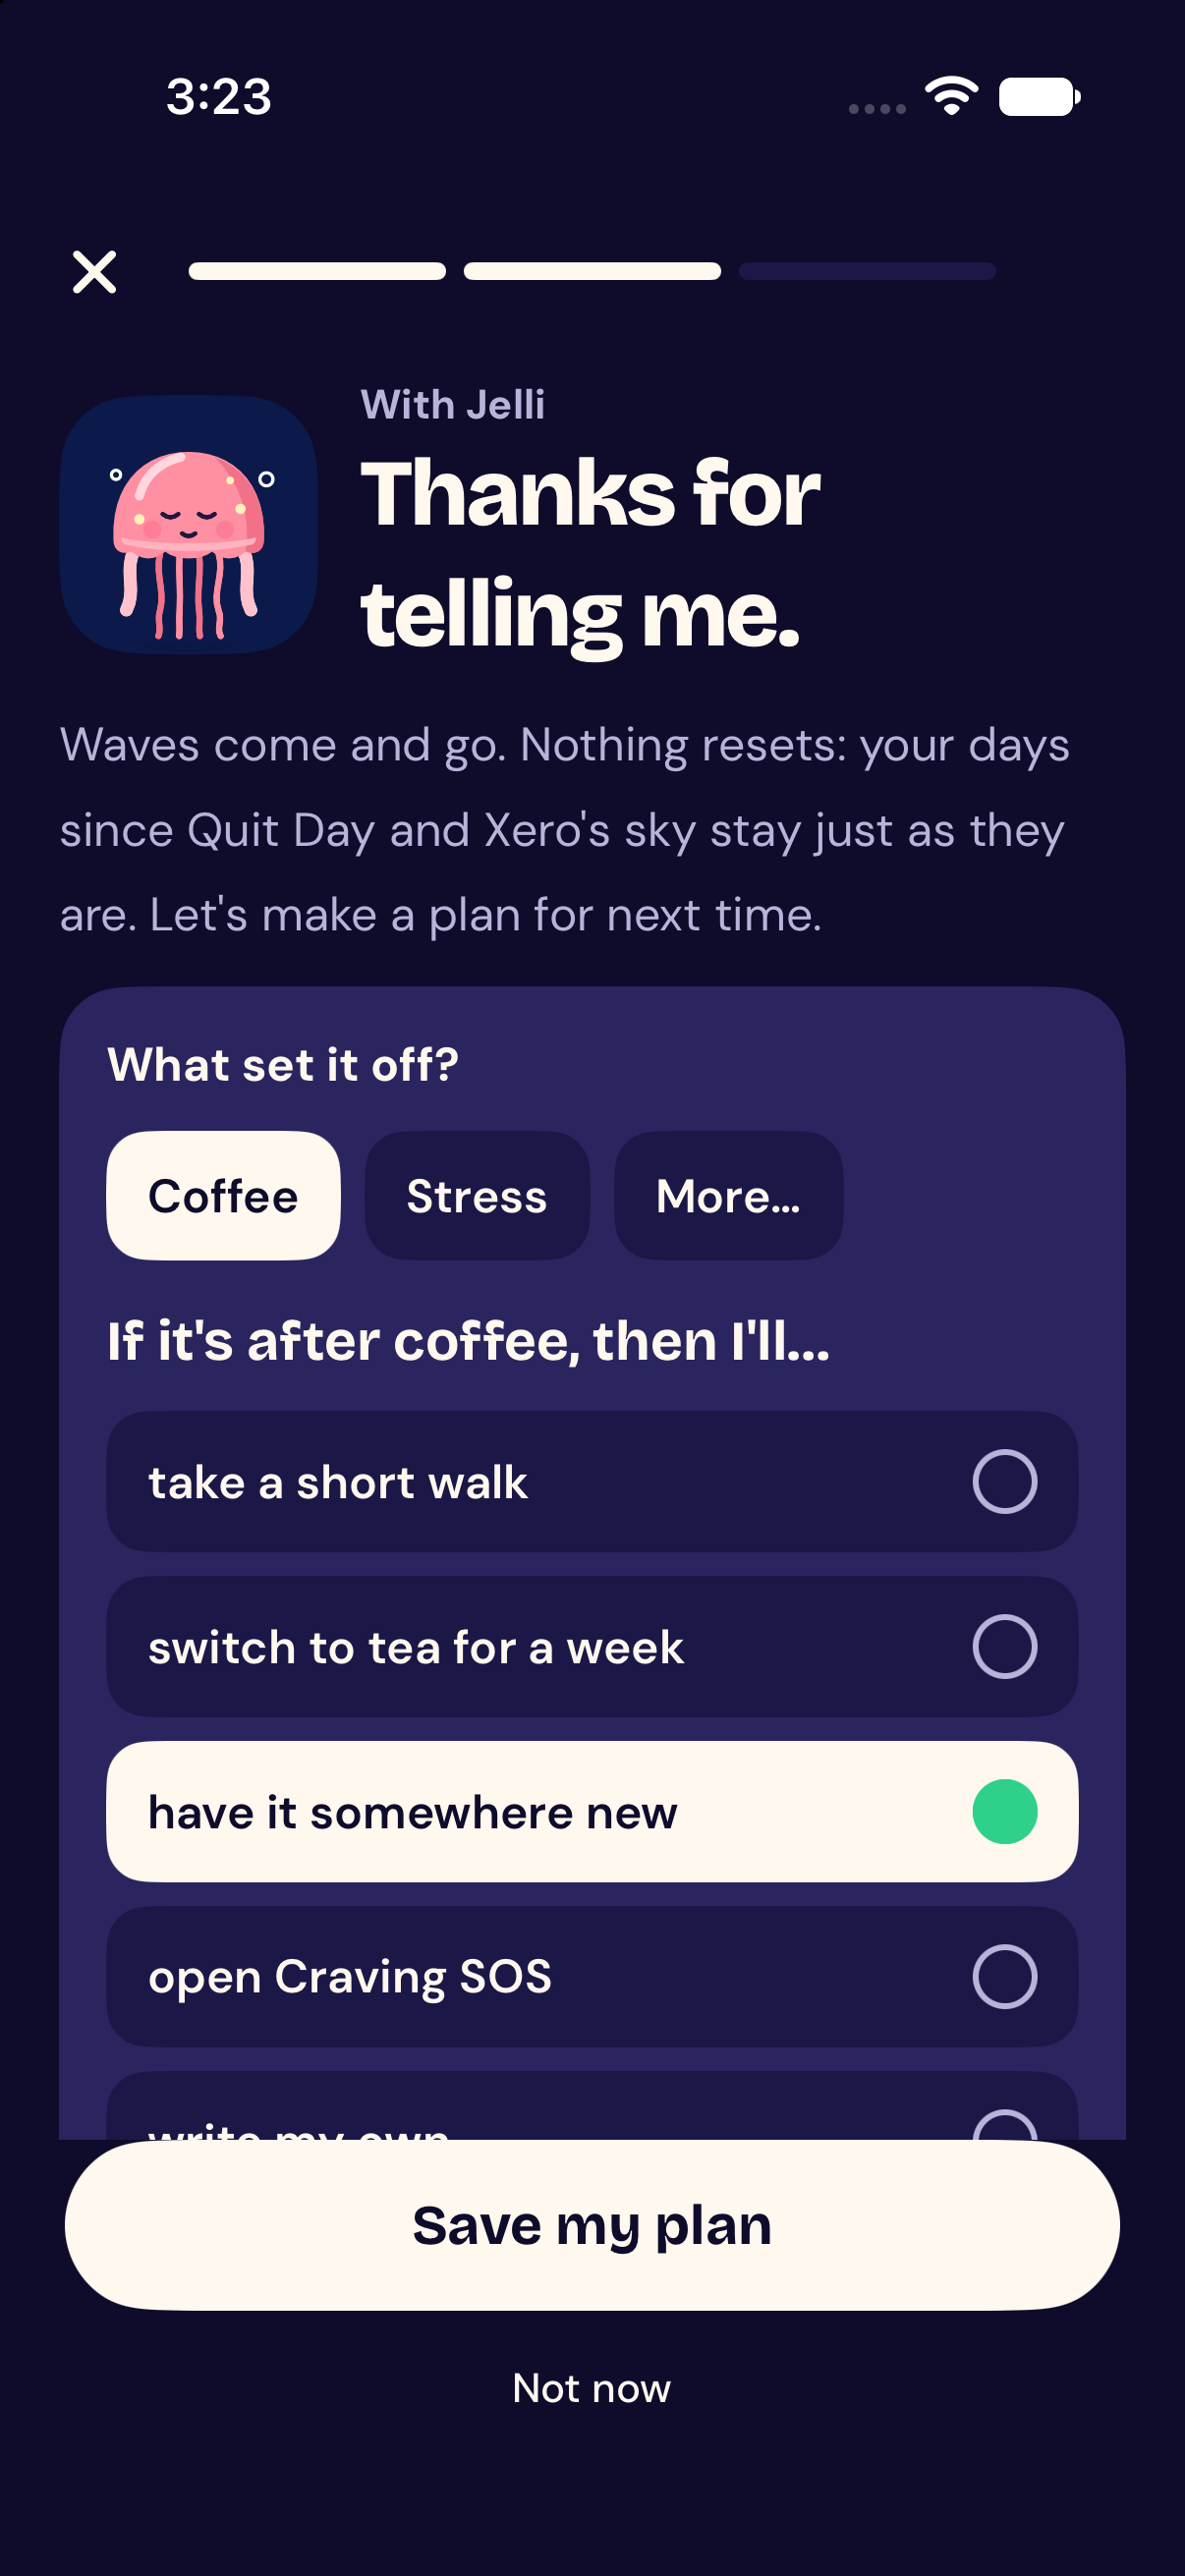 3:23
With Jelli
Thanks for
telling me.
Waves come and go. Nothing resets: your days
since Quit Day and Xero's sky stay just as they
are. Let's make a plan for next time.
What set it off?
Coffee
Stress
More...
If it's after coffee, then I'll...
take a short walk
switch to tea for a week
have it somewhere new
open Craving SOS
write my own
Save my plan
Not now